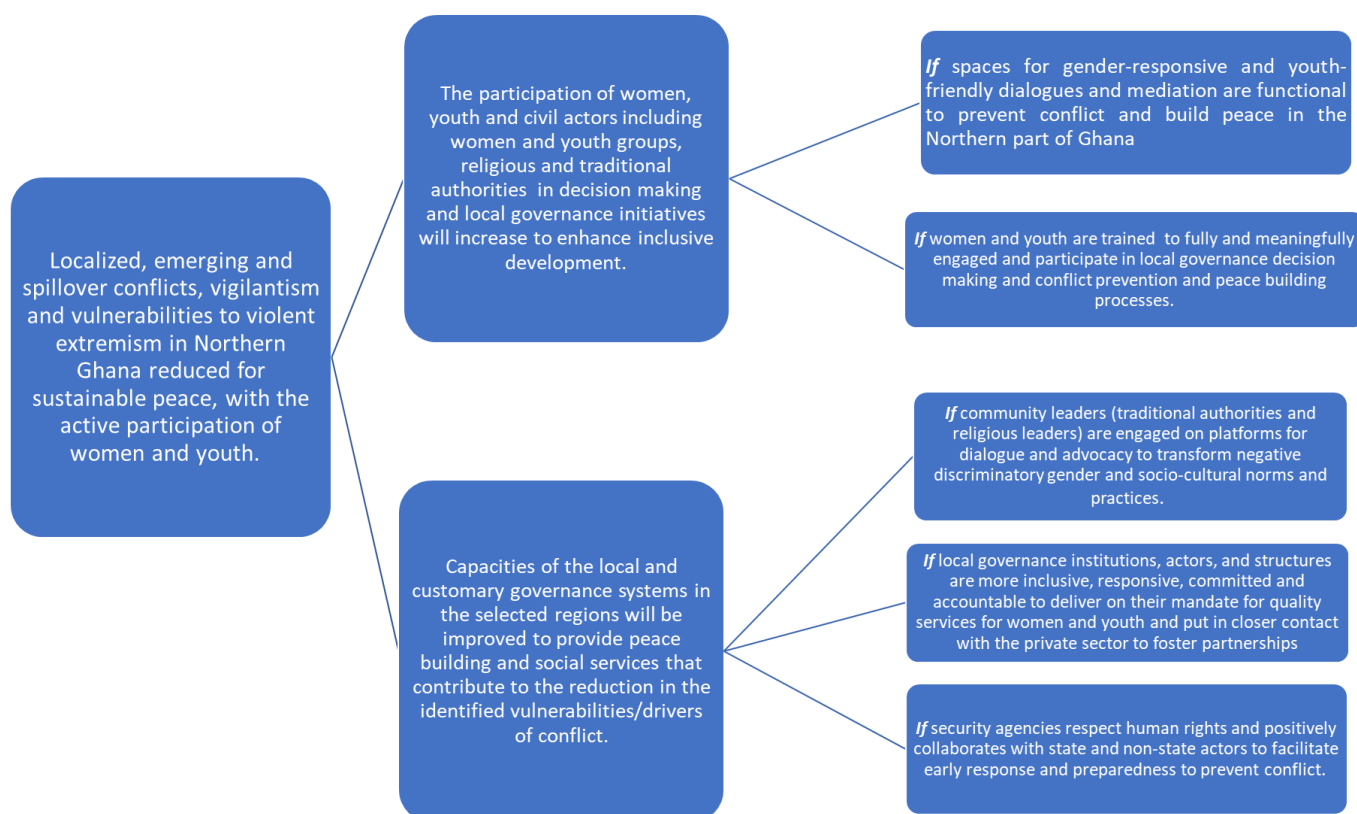 Localized, emerging and
spillover conflicts, vigilantism
and vulnerabilities to violent
extremism in Northern
Ghana reduced for
sustainable peace, with the
active participation of
women and youth.
The participation of women,
youth and civil actors including
women and youth groups,
religious and traditional
authorities in decision making
and local governance initiatives
will increase to enhance inclusive
development.
If spaces for gender-responsive and youth-
friendly dialogues and mediation are functional
to prevent conflict and build peace in the
Northern part of Ghana
If women and youth are trained to fully and meaningfully
engaged and participate in local governance decision
making and conflict prevention and peace building
processes.
Capacities of the local and
customary governance systems in
the selected regions will be
improved to provide peace
building and social services that
contribute to the reduction in the
identified vulnerabilities/drivers
of conflict.
If community leaders (traditional authorities and
religious leaders) are engaged on platforms for
dialogue and advocacy to transform negative
discriminatory gender and socio-cultural norms and
practices.
If local governance institutions, actors, and structures
are more inclusive, responsive, committed and
accountable to deliver on their mandate for quality
services for women and youth and put in closer contact
with the private sector to foster partnerships
If security agencies respect human rights and positively
collaborates with state and non-state actors to facilitate
early response and preparedness to prevent conflict.